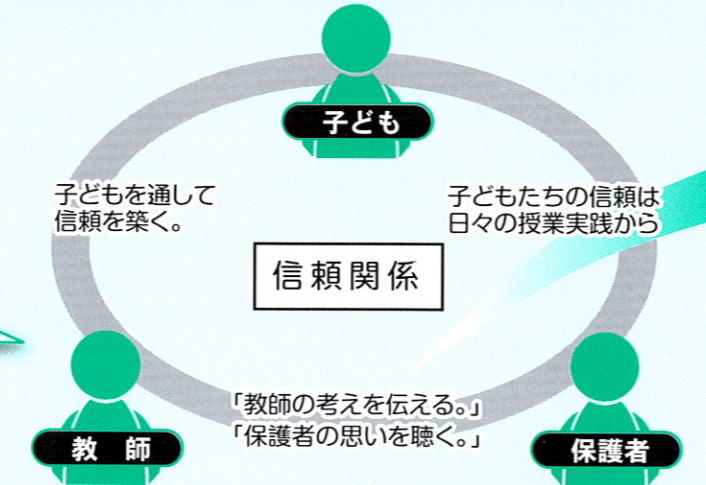 子ども
子どもを通して
信頼を築く。
子どもたちの信頼は
日々の授業実践から
信頼関係
「教師の考えを伝える。」
「保護者の思いを聴く。」
教 師
保護者